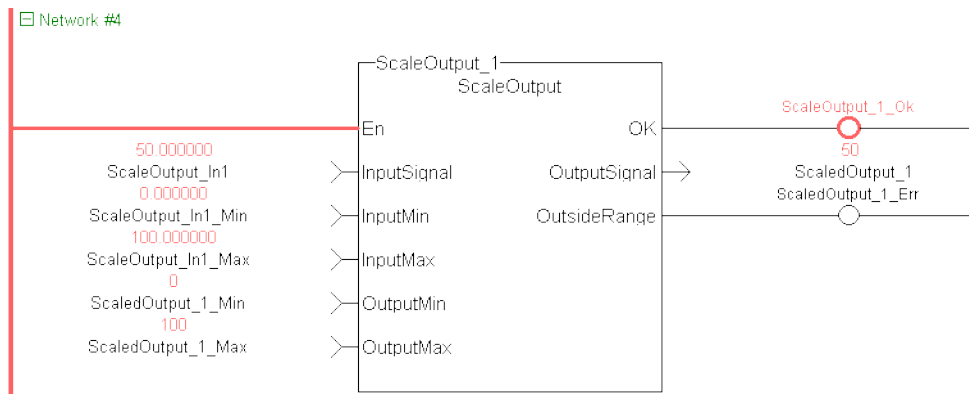 Network #4
ScaleOutput_1
ScaleOutput
ScaleOutput_1_Ok
En
OK
50.000000
50
ScaleOutput_In1
InputSignal
OutputSignal
ScaledOutput_1
0.000000
ScaledOutput_1_Err
ScaleOutput_In1_Min
InputMin
OutsideRange
100.000000
ScaleOutput_In1_Max
InputMax
0
ScaledOutput_1_Min
OutputMin
100
ScaledOutput_1_Max
OutputMax